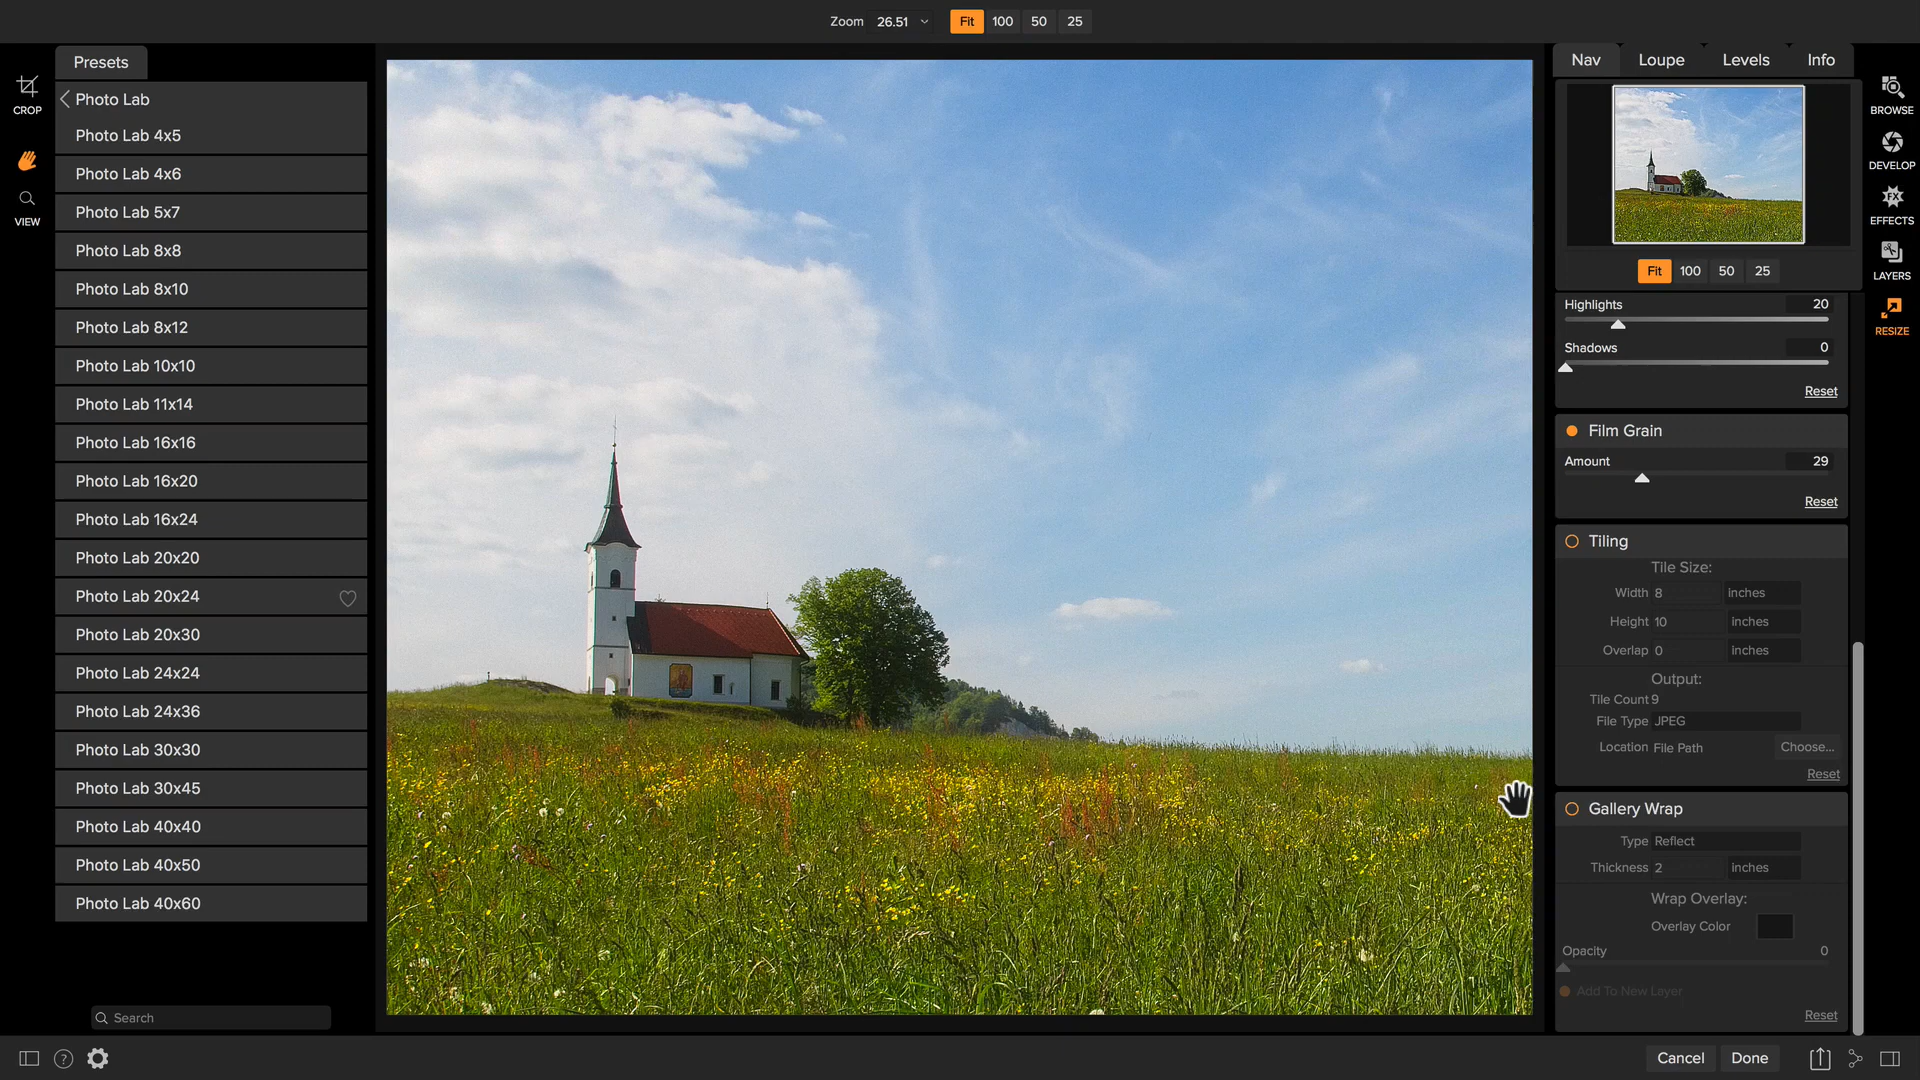 Zoom 26.51 Fit 100 50 25
Presets
CROP
VIEW
Photo Lab
Photo Lab 4x5
Photo Lab 4x6
Photo Lab 5x7
Photo Lab 8x8
Photo Lab 8x10
Photo Lab 8x12
Photo Lab 10x10
Photo Lab 11x14
Photo Lab 16x16
Photo Lab 16x20
Photo Lab 16x24
Photo Lab 20x20
Photo Lab 20x24
Photo Lab 20x30
Photo Lab 24x24
Photo Lab 24x36
Photo Lab 30x30
Photo Lab 30x45
Photo Lab 40x40
Photo Lab 40x50
Photo Lab 40x60
Search
?
Nav Loupe Levels Info
Fit 100 50 25
Highlights 20
Shadows 0
Reset
Film Grain
Amount 29
Reset
Tiling
Tile Size:
Width 8 inches
Height 10 inches
Overlap 0 inches
Output:
Tile Count 9
File Type JPEG
Location File Path Choose...
Reset
Gallery Wrap
Type Reflect
Thickness 2 inches
Wrap Overlay:
Overlay Color
Opacity 0
Add To New Layer
Reset
BROWSE
DEVELOP
FX
EFFECTS
LAYERS
RESIZE
Cancel Done